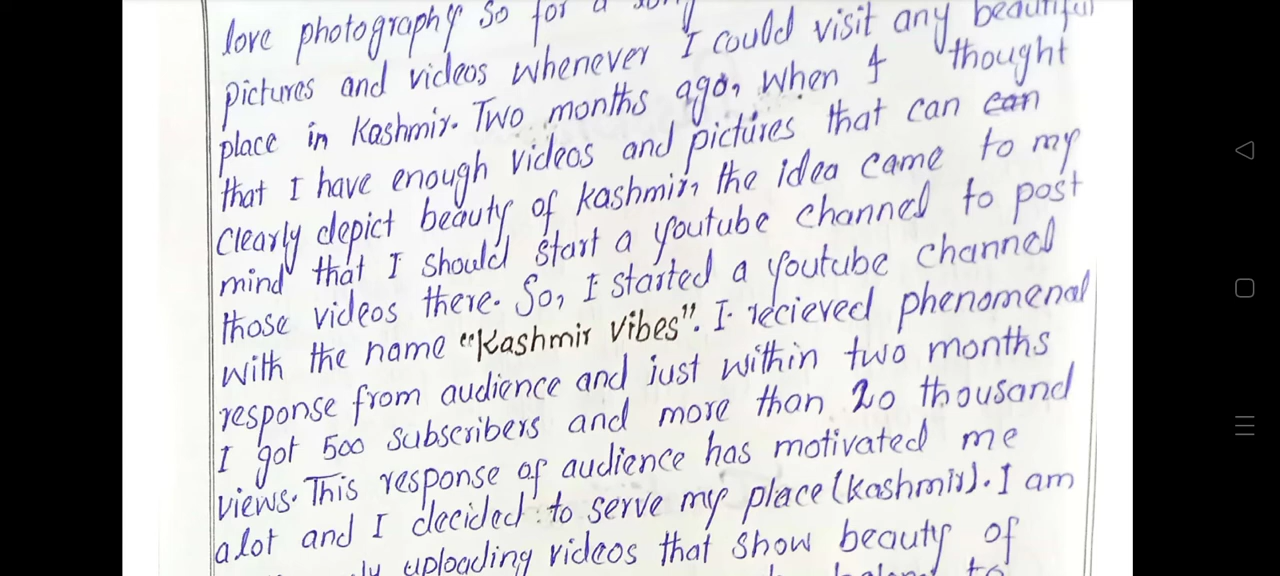 love photography so for a
pictures and videos whenever I could visit any beautiful
place in Kashmir. Two months ago, when I thought
that I have enough videos and pictures that can can
clearly depict beauty of kashmir, the idea came to my
mind that I should start a youtube channel to post
those videos there. So, I started a youtube channel
with the name "Kashmir vibes". I recieved phenomenal
response from audience and just within two months
I got 500 subscribers and more than 20 thousand
views. This response of audience has motivated me
alot and I decided to serve my place (kashmir). I am
uploading videos that show beauty of
to